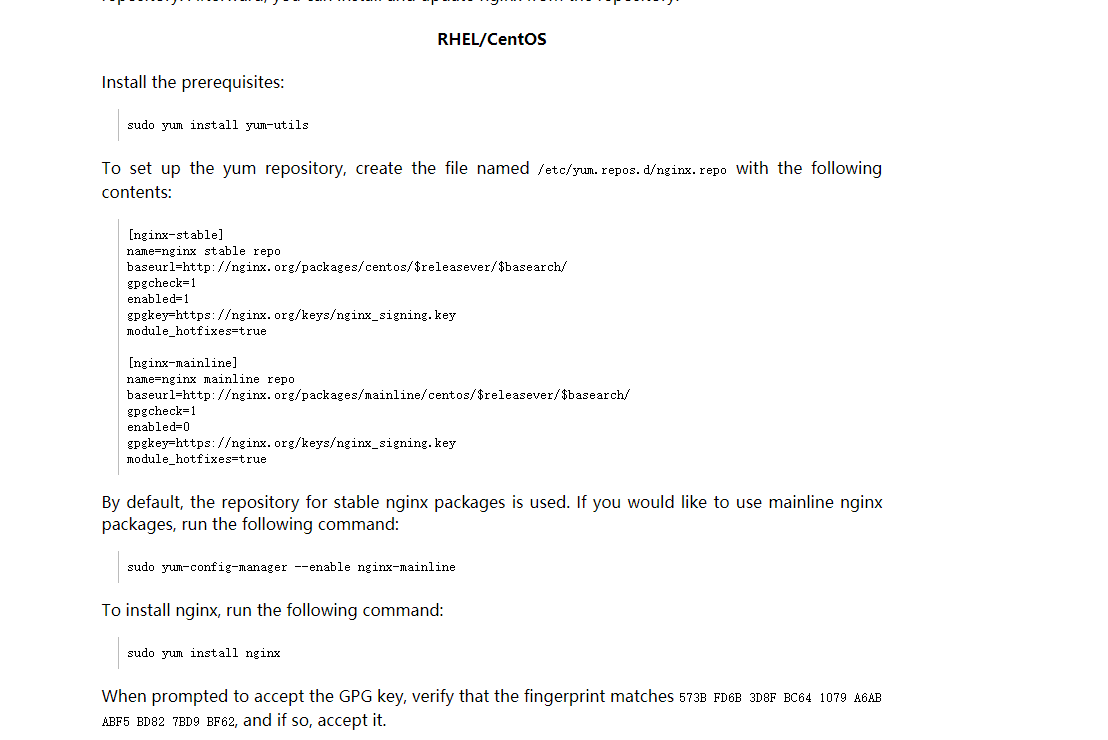 RHEL/CentOS
Install the prerequisites:
sudo yum install yum-utils
To set up the yum repository, create the file named /etc/yum.repos.d/nginx.repo with the following
contents:
[nginx-stable]
name=nginx stable repo
baseurl=http://nginx.org/packages/centos/$releasever/$basearch/
gpgcheck=1
enabled=1
gpgkey=https://nginx.org/keys/nginx_signing.key
module_hotfixes=true
[nginx-mainline]
name=nginx mainline repo
baseurl=http://nginx.org/packages/mainline/centos/$releasever/$basearch/
gpgcheck=1
enabled=0
gpgkey=https://nginx.org/keys/nginx_signing.key
module_hotfixes=true
By default, the repository for stable nginx packages is used. If you would like to use mainline nginx
packages, run the following command:
sudo yum-config-manager --enable nginx-mainline
To install nginx, run the following command:
sudo yum install nginx
When prompted to accept the GPG key, verify that the fingerprint matches 573B FD6B 3D8F BC64 1079 A6AB
ABF5 BD82 7BD9 BF62, and if so, accept it.